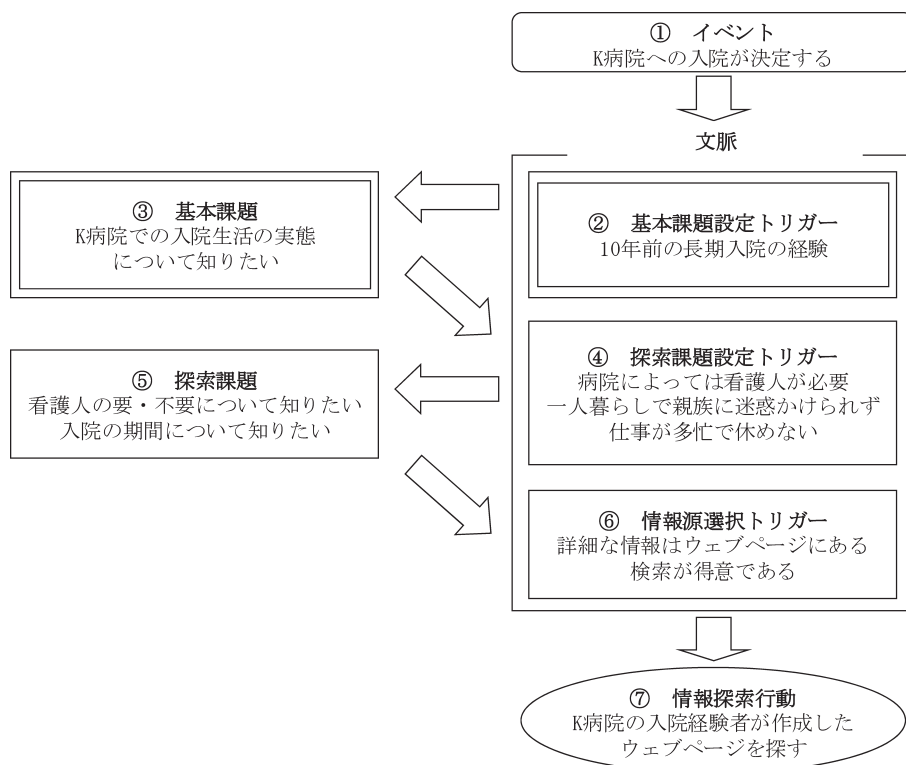 ① イベント
K病院への入院が決定する
文脈
② 基本課題設定トリガー
10年前の長期入院の経験
③ 基本課題
K病院での入院生活の実態
について知りたい
④ 探索課題設定トリガー
病院によっては看護人が必要
一人暮らしで親族に迷惑かけられず
仕事が多忙で休めない
⑤ 探索課題
看護人の要・不要について知りたい
入院の期間について知りたい
⑥ 情報源選択トリガー
詳細な情報はウェブページにある
検索が得意である
⑦ 情報探索行動
K病院の入院経験者が作成した
ウェブページを探す